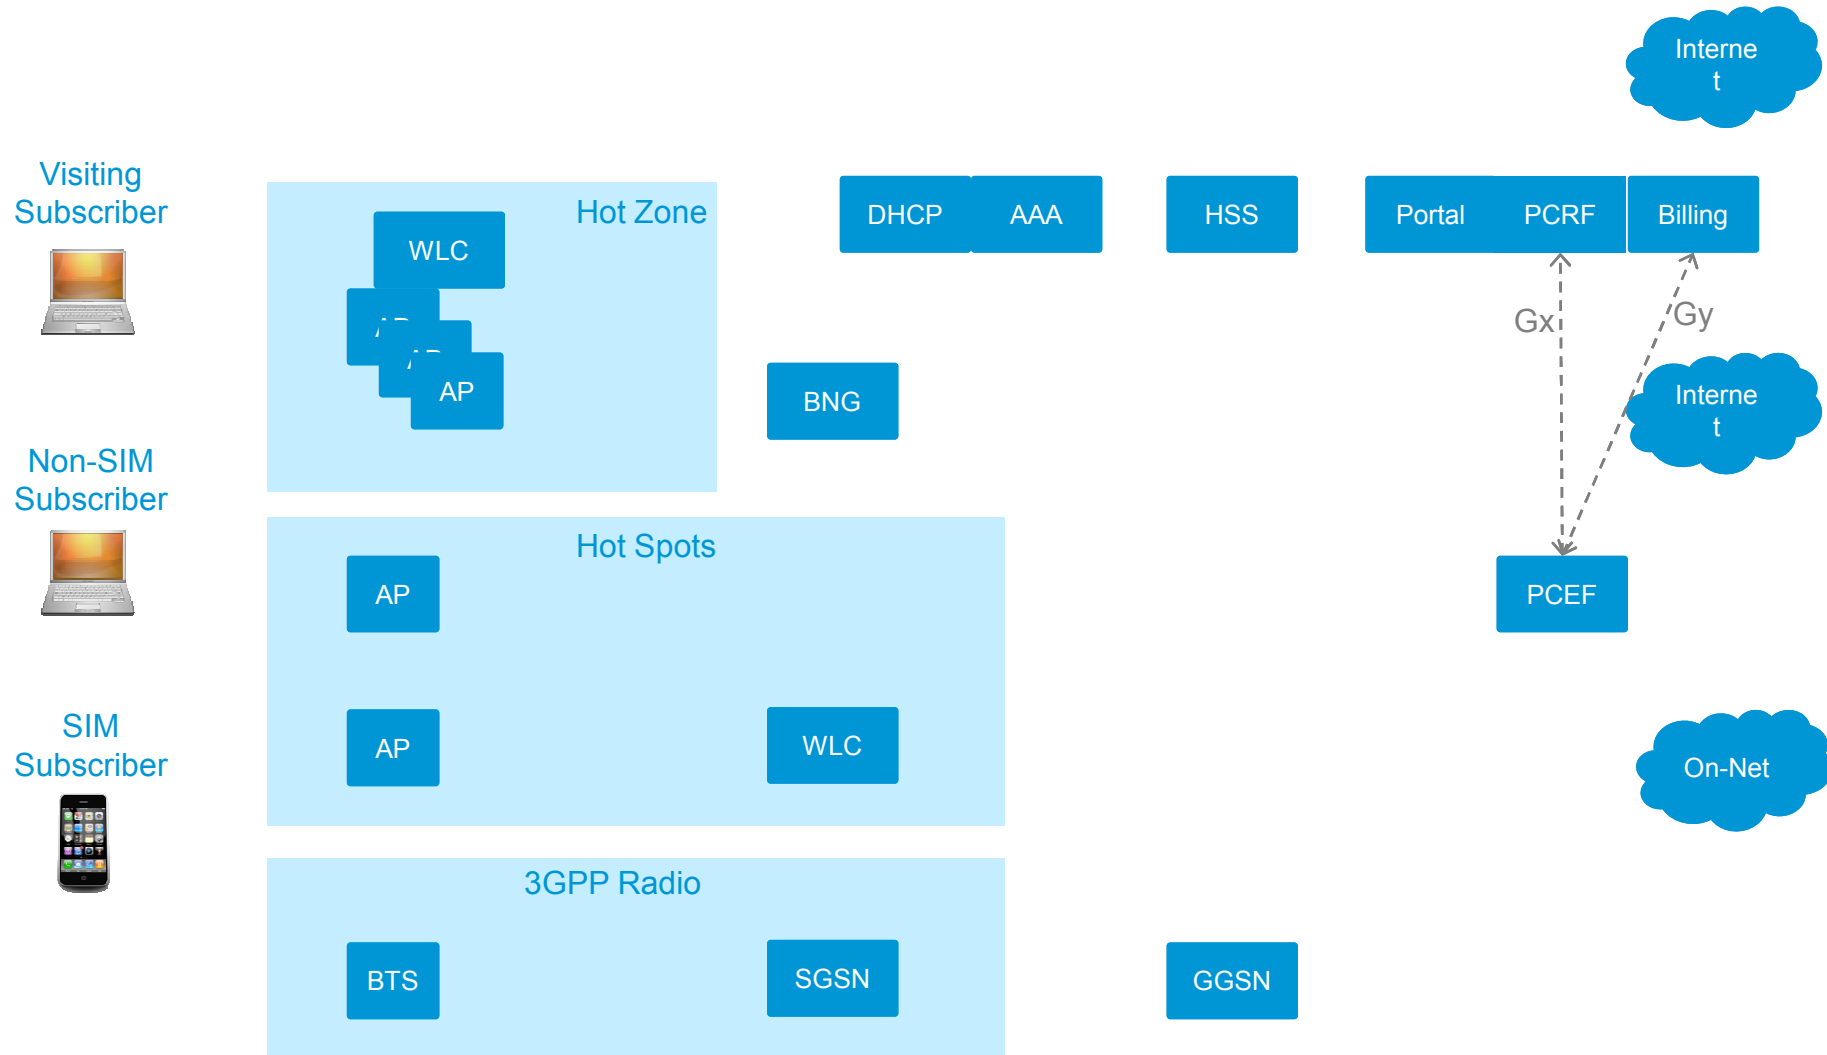 Interne
t
Visiting
Subscriber
Hot Zone
WLC
AP
DHCP
AAA
HSS
Portal
PCRF
Billing
Gx
Gy
BNG
Interne
t
Non-SIM
Subscriber
Hot Spots
AP
PCEF
SIM
Subscriber
AP
WLC
On-Net
3GPP Radio
BTS
SGSN
GGSN